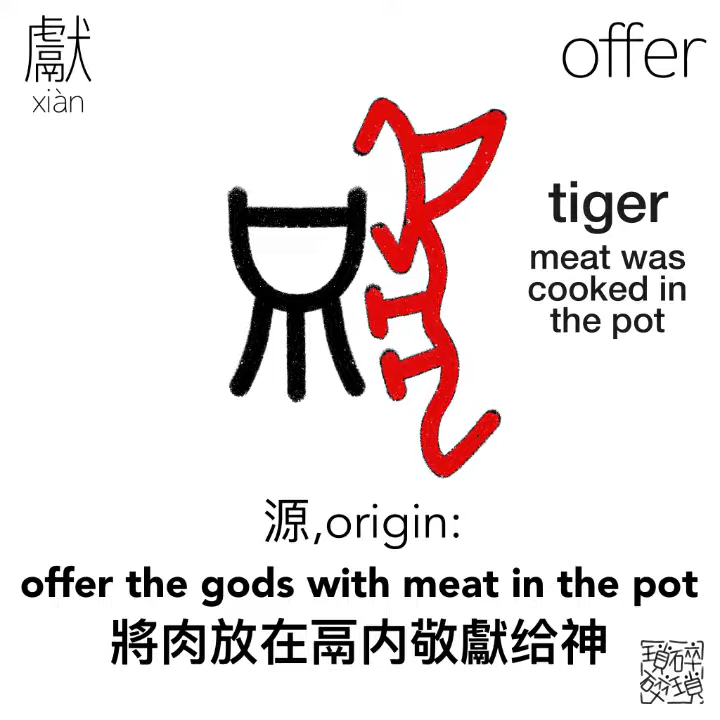 獻
xiàn
offer
tiger
meat was
cooked in
the pot
源,origin:
offer the gods with meat in the pot
將肉放在鬲内敬獻给神